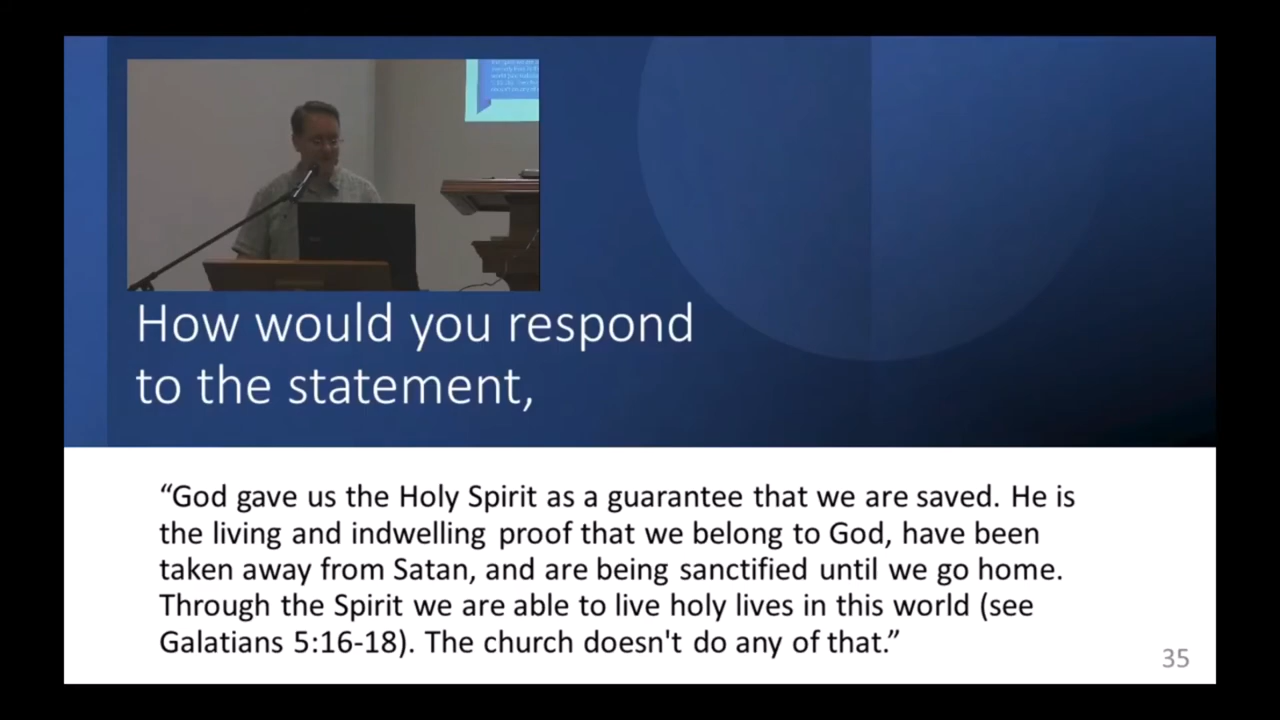 How would you respond
to the statement,
“God gave us the Holy Spirit as a guarantee that we are saved. He is
the living and indwelling proof that we belong to God, have been
taken away from Satan, and are being sanctified until we go home.
Through the Spirit we are able to live holy lives in this world (see
Galatians 5:16-18). The church doesn't do any of that.”
35